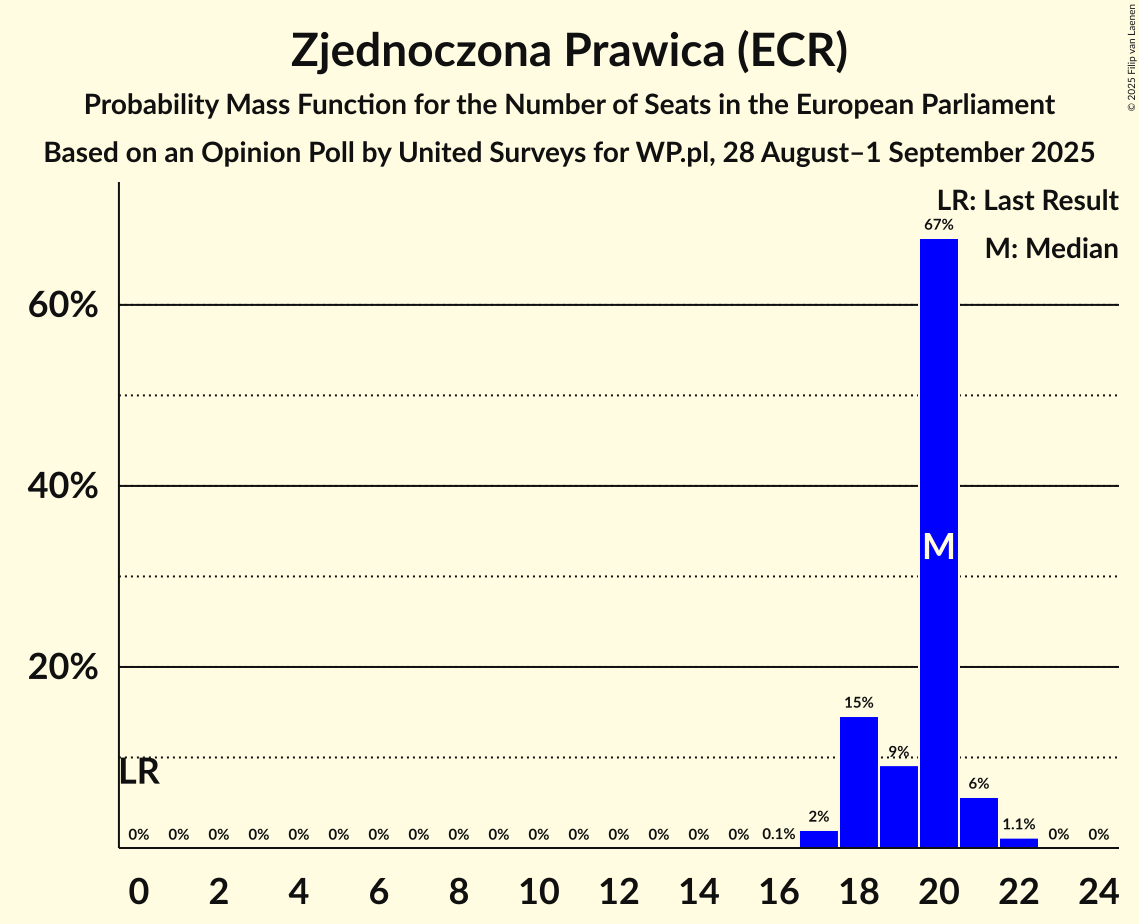 Zjednoczona Prawica (ECR)
Probability Mass Function for the Number of Seats in the European Parliament
Based on an Opinion Poll by United Surveys for WP.pl, 28 August–1 September 2025
© 2025 Filip van Laenen
LR: Last Result
M: Median
60%
40%
20%
LR
M
0% 0% 0% 0% 0% 0% 0% 0% 0% 0% 0% 0% 0% 0% 0% 0% 0.1% 2% 15% 9% 67% 6% 1.1% 0% 0%
0 2 4 6 8 10 12 14 16 18 20 22 24